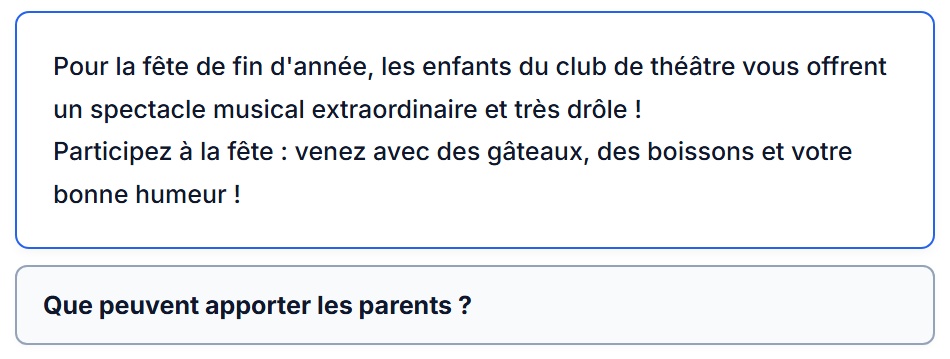 Pour la fête de fin d'année, les enfants du club de théâtre vous offrent
un spectacle musical extraordinaire et très drôle !
Participez à la fête : venez avec des gâteaux, des boissons et votre
bonne humeur !
Que peuvent apporter les parents ?